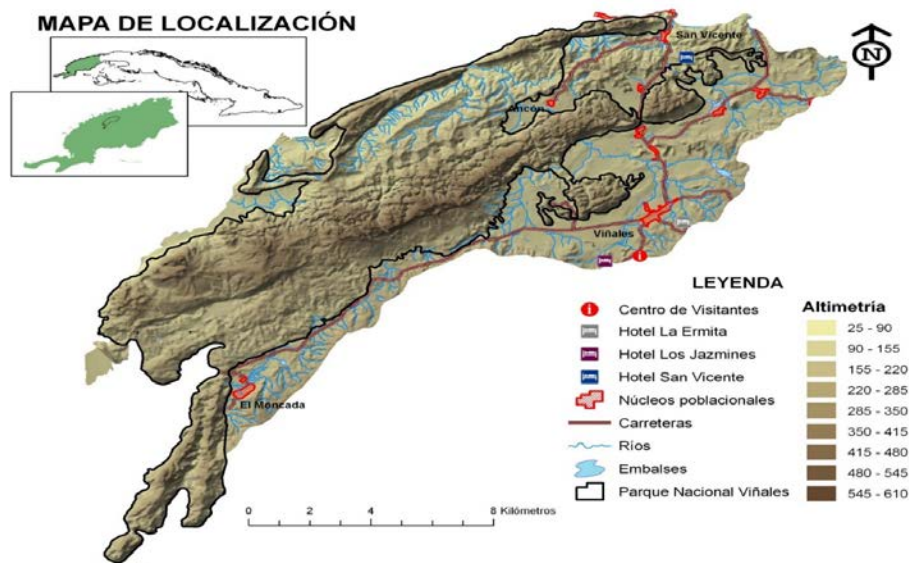 MAPA DE LOCALIZACIÓN
San Vicente
N
Ancón
Viñales
El Moncada
LEYENDA
Centro de Visitantes
Hotel La Ermita
Hotel Los Jazmines
Hotel San Vicente
Núcleos poblacionales
Carreteras
Ríos
Embalses
Parque Nacional Viñales
Altimetría
25 - 90
90 - 155
155 - 220
220 - 285
285 - 350
350 - 415
415 - 480
480 - 545
545 - 610
0 2 4 8 Kilómetros